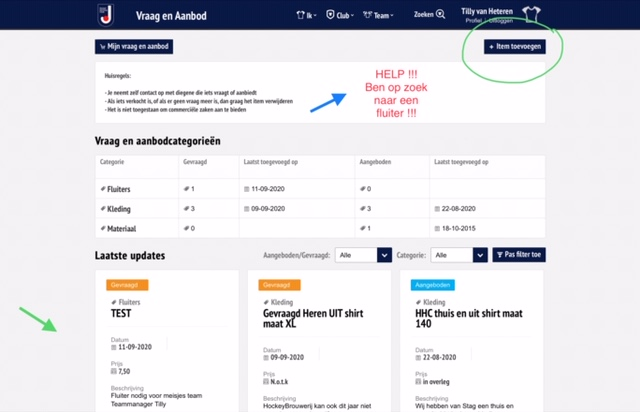 Vraag en Aanbod
Ik
Club
Team
Zoeken
Tilly van Heteren
Profiel | Uitloggen
Mijn vraag en aanbod
+ Item toevoegen
Huisregels:
- Je neemt zelf contact op met diegene die iets vraagt of aanbiedt
- Als iets verkocht is, of als er geen vraag meer is, dan graag het item verwijderen
- Het is niet toegestaan om commerciële zaken aan te bieden
HELP !!!
Ben op zoek
naar een
fluiter !!!
Vraag en aanbodcategorieën
Categorie Gevraagd Laatst toegevoegd op Aangeboden Laatst toegevoegd op
Fluiters 1 11-09-2020 0
Kleding 3 09-09-2020 3 22-08-2020
Materiaal 0 1 18-10-2015
Laatste updates
Aangeboden/Gevraagd: Alle Categorie: Alle Pas filter toe
Gevraagd
Fluiters
TEST
Datum
11-09-2020
Prijs
7,50
Beschrijving
Fluiter nodig voor meisjes team
Teammanager Tilly
Gevraagd
Kleding
Gevraagd Heren UIT shirt
maat XL
Datum
09-09-2020
Prijs
N.o.t.k
Beschrijving
HockeyBrouwerij kan ook dit jaar niet
Aangeboden
Kleding
HHC thuis en uit shirt maat
140
Datum
22-08-2020
Prijs
in overleg
Beschrijving
Wij hebben van Stag een thuis en